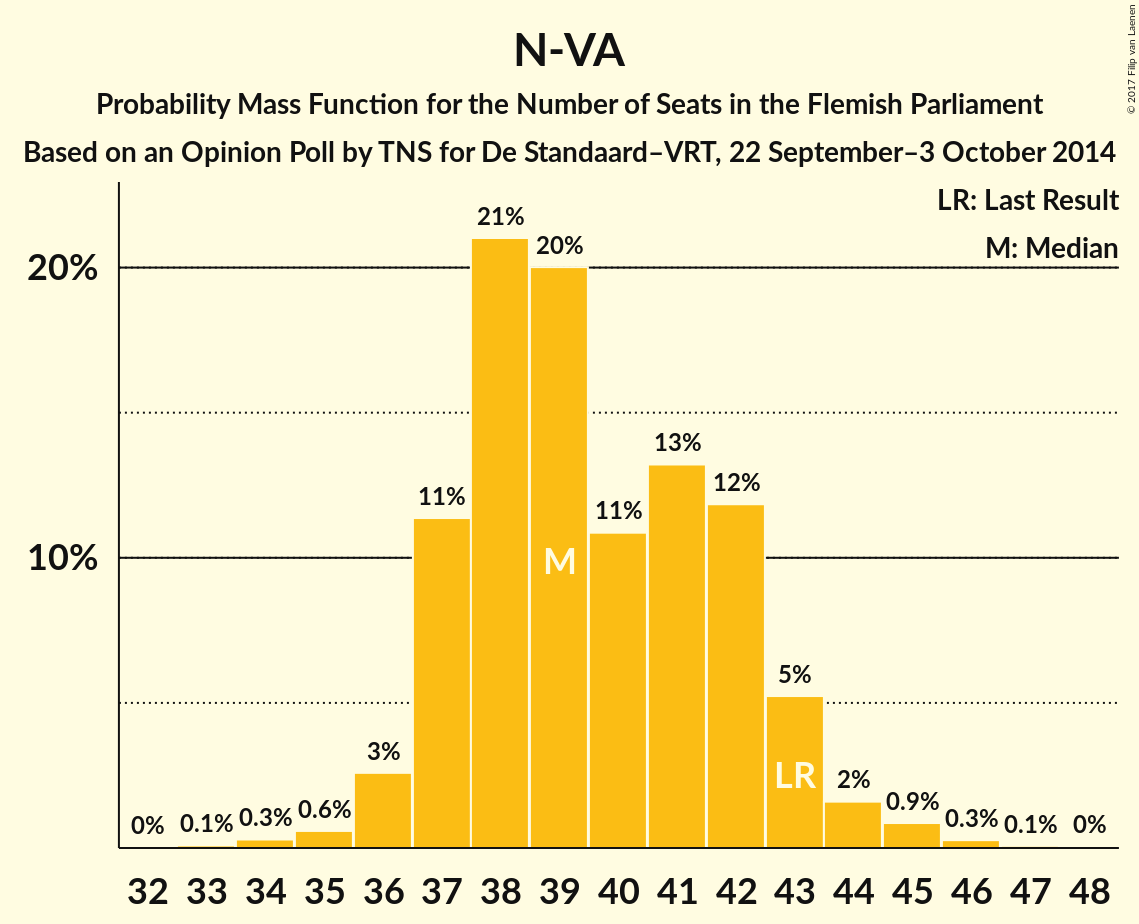 N-VA
Probability Mass Function for the Number of Seats in the Flemish Parliament
Based on an Opinion Poll by TNS for De Standaard–VRT, 22 September–3 October 2014
© 2017 Filip van Laenen
LR: Last Result
M: Median
20%
10%
0%
0.1%
0.3%
0.6%
3%
11%
21%
20%
11%
13%
12%
5%
2%
0.9%
0.3%
0.1%
0%
M
LR
32 33 34 35 36 37 38 39 40 41 42 43 44 45 46 47 48